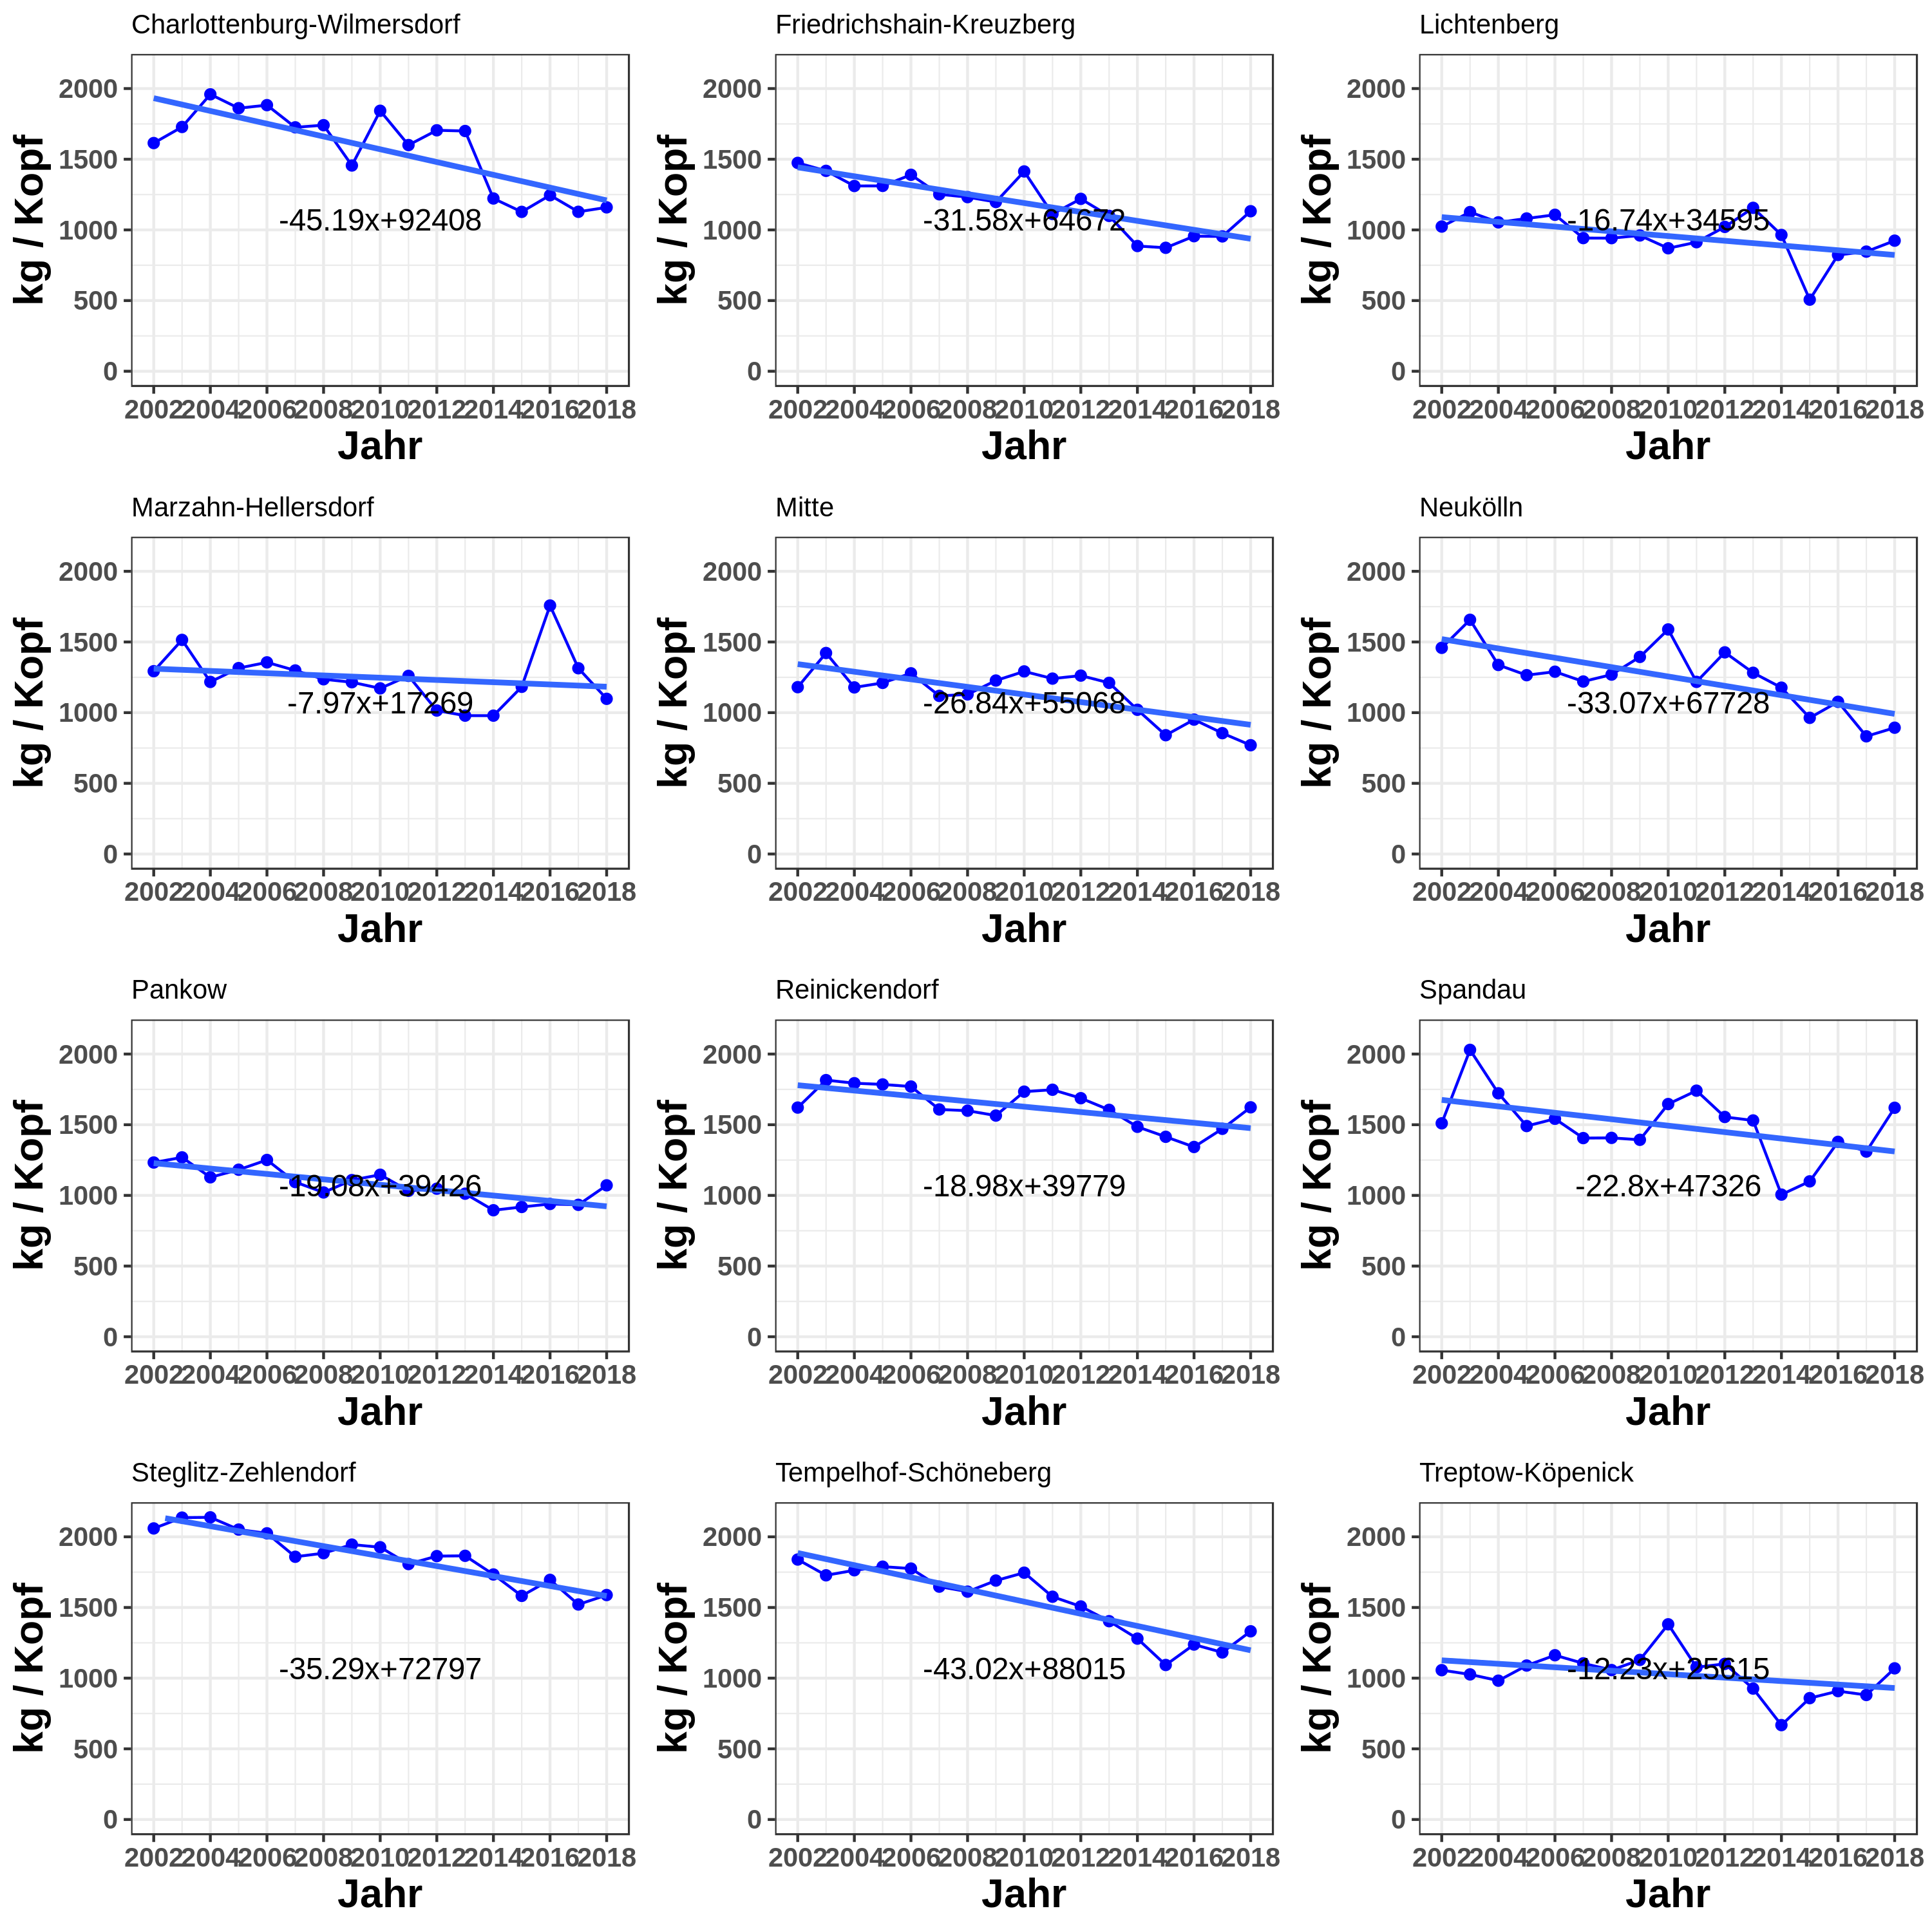 Charlottenburg-Wilmersdorf
kg / Kopf
2000
1500
1000
500
0
-45.19x+92408
2002 2004 2006 2008 2010 2012 2014 2016 2018
Jahr
Friedrichshain-Kreuzberg
kg / Kopf
2000
1500
1000
500
0
-31.58x+64672
2002 2004 2006 2008 2010 2012 2014 2016 2018
Jahr
Lichtenberg
kg / Kopf
2000
1500
1000
500
0
-16.74x+34595
2002 2004 2006 2008 2010 2012 2014 2016 2018
Jahr
Marzahn-Hellersdorf
kg / Kopf
2000
1500
1000
500
0
-7.97x+17269
2002 2004 2006 2008 2010 2012 2014 2016 2018
Jahr
Mitte
kg / Kopf
2000
1500
1000
500
0
-26.84x+55068
2002 2004 2006 2008 2010 2012 2014 2016 2018
Jahr
Neukölln
kg / Kopf
2000
1500
1000
500
0
-33.07x+67728
2002 2004 2006 2008 2010 2012 2014 2016 2018
Jahr
Pankow
kg / Kopf
2000
1500
1000
500
0
-19.08x+39426
2002 2004 2006 2008 2010 2012 2014 2016 2018
Jahr
Reinickendorf
kg / Kopf
2000
1500
1000
500
0
-18.98x+39779
2002 2004 2006 2008 2010 2012 2014 2016 2018
Jahr
Spandau
kg / Kopf
2000
1500
1000
500
0
-22.8x+47326
2002 2004 2006 2008 2010 2012 2014 2016 2018
Jahr
Steglitz-Zehlendorf
kg / Kopf
2000
1500
1000
500
0
-35.29x+72797
2002 2004 2006 2008 2010 2012 2014 2016 2018
Jahr
Tempelhof-Schöneberg
kg / Kopf
2000
1500
1000
500
0
-43.02x+88015
2002 2004 2006 2008 2010 2012 2014 2016 2018
Jahr
Treptow-Köpenick
kg / Kopf
2000
1500
1000
500
0
-12.23x+25615
2002 2004 2006 2008 2010 2012 2014 2016 2018
Jahr